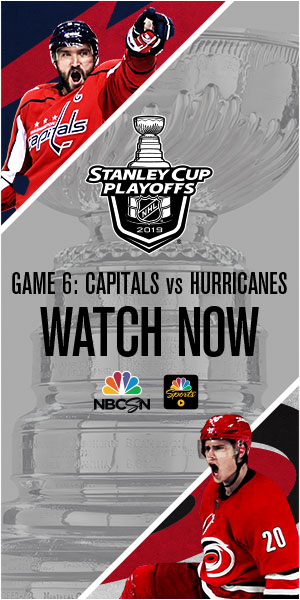 C
capitals
STANLEY CUP
PLAYOFFS
NHL
2019
GAME 6: CAPITALS vs HURRICANES
WATCH NOW
NBCSN
Sports
20